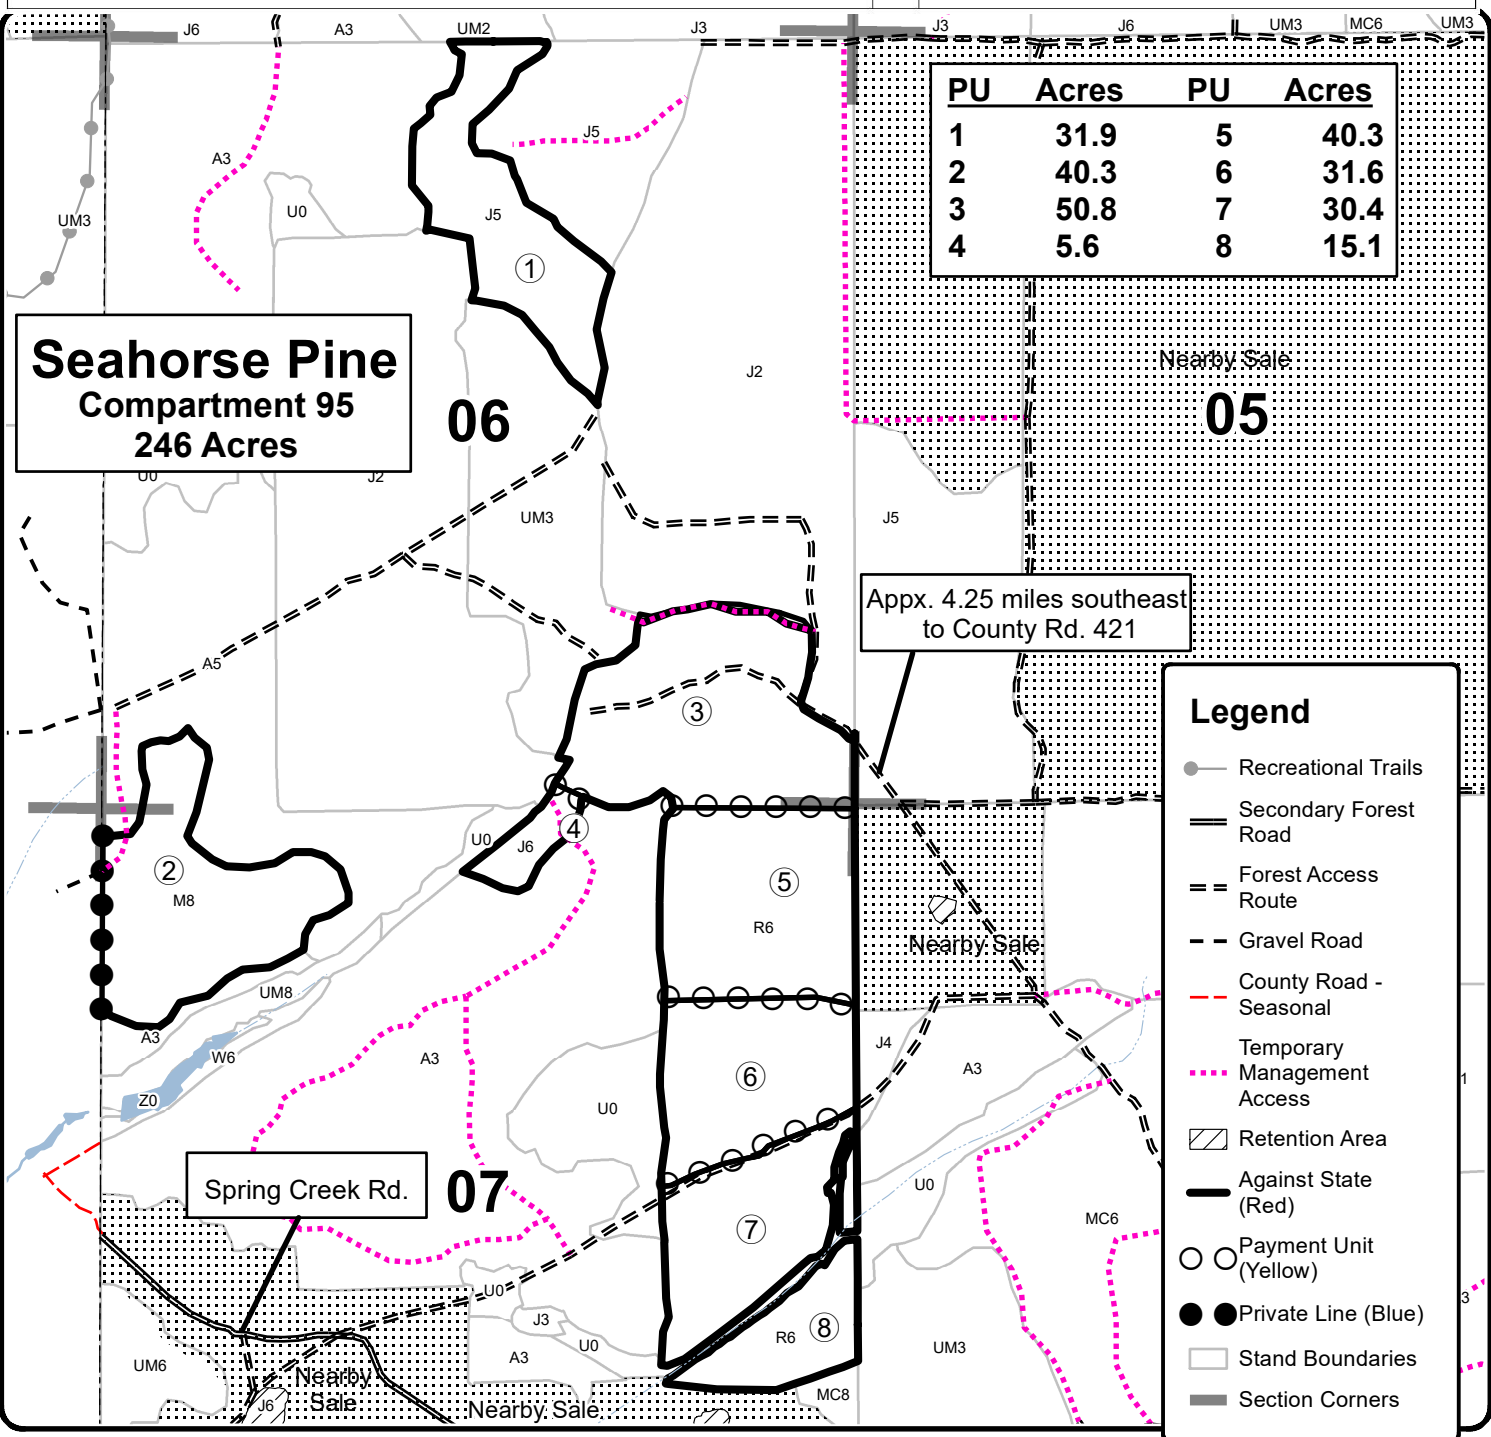 J6 A3 UM2 J3 J3 J6 UM3 MC6 UM3
PU Acres PU Acres
1 31.9 5 40.3
2 40.3 6 31.6
3 50.8 7 30.4
4 5.6 8 15.1
J5
A3
UM3
U0
J5
1
Seahorse Pine
Compartment 95
246 Acres
06
J2
Nearby Sale
05
U0
J2
UM3
J5
Appx. 4.25 miles southeast
to County Rd. 421
A5
3
4
U0
J6
2
M8
5
R6
Nearby Sale
UM8
A3
W6
Z0
A3
U0
6
J4
A3
Spring Creek Rd.
07
7
U0
MC6
U0
J3
U0
A3
R6
8
UM3
UM6
Nearby
Sale
J6
Nearby Sale
MC8
1
3
Legend
Recreational Trails
Secondary Forest
Road
Forest Access
Route
Gravel Road
County Road -
Seasonal
Temporary
Management
Access
Retention Area
Against State
(Red)
Payment Unit
(Yellow)
Private Line (Blue)
Stand Boundaries
Section Corners